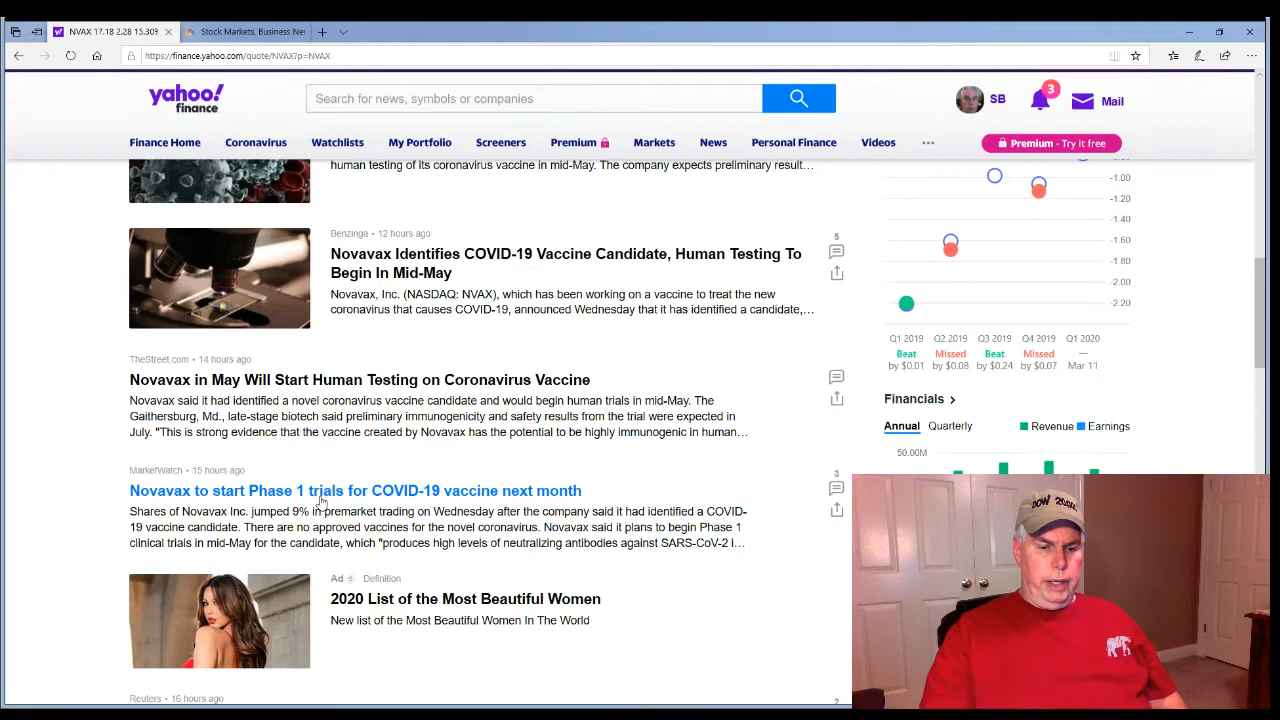 NVAX 17.18 2.28 15.309
Stock Markets, Business Ne
https://finance.yahoo.com/quote/NVAX?p=NVAX
yahoo!
finance
Search for news, symbols or companies
3
SB
Mail
Finance Home
Coronavirus
Watchlists
My Portfolio
Screeners
Premium
Markets
News
Personal Finance
Videos
Premium · Try it free
human testing of its coronavirus vaccine in mid-May. The company expects preliminary result…
Benzinga • 12 hours ago
5
Novavax Identifies COVID-19 Vaccine Candidate, Human Testing To
Begin In Mid-May
Novavax, Inc. (NASDAQ: NVAX), which has been working on a vaccine to treat the new
coronavirus that causes COVID-19, announced Wednesday that it has identified a candidate,…
TheStreet.com • 14 hours ago
Novavax in May Will Start Human Testing on Coronavirus Vaccine
Novavax said it had identified a novel coronavirus vaccine candidate and would begin human trials in mid-May. The
Gaithersburg, Md., late-stage biotech said preliminary immunogenicity and safety results from the trial were expected in
July. "This is strong evidence that the vaccine created by Novavax has the potential to be highly immunogenic in human…
MarketWatch • 15 hours ago
3
Novavax to start Phase 1 trials for COVID-19 vaccine next month
Shares of Novavax Inc. jumped 9% in premarket trading on Wednesday after the company said it had identified a COVID-
19 vaccine candidate. There are no approved vaccines for the novel coronavirus. Novavax said it plans to begin Phase 1
clinical trials in mid-May for the candidate, which "produces high levels of neutralizing antibodies against SARS-CoV-2 i…
Ad Definition
2020 List of the Most Beautiful Women
New list of the Most Beautiful Women In The World
Reuters • 16 hours ago
2
-1.00
-1.20
-1.40
-1.60
-1.80
-2.00
-2.20
Q1 2019 Q2 2019 Q3 2019 Q4 2019 Q1 2020
Beat Missed Beat Missed —
by $0.01 by $0.08 by $0.24 by $0.07 Mar 11
Financials
Annual Quarterly Revenue Earnings
50.00M